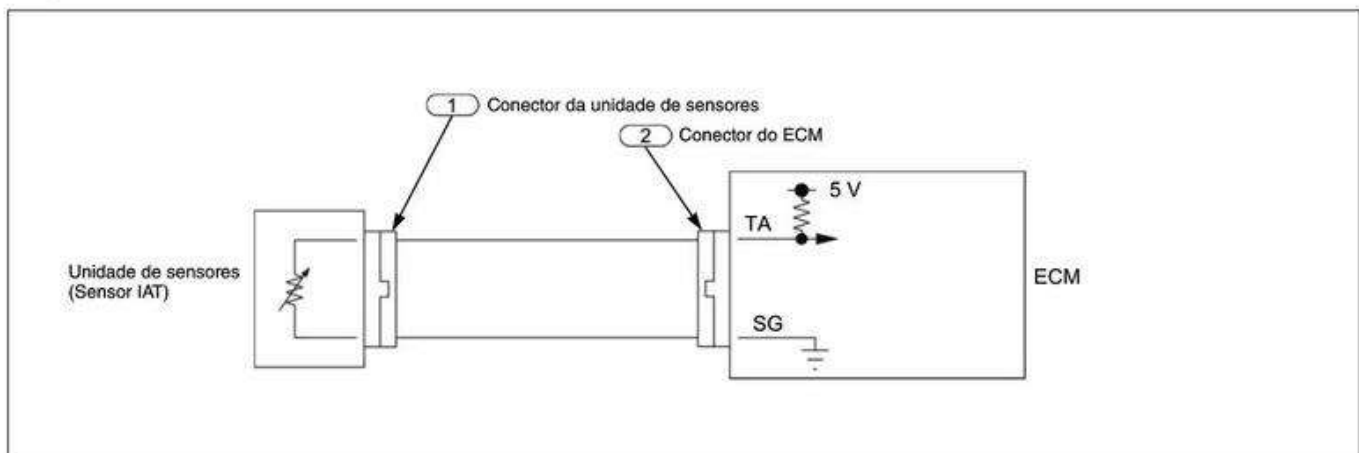 1 Conector da unidade de sensores
2 Conector do ECM
5 V
TA
Unidade de sensores
(Sensor IAT)
ECM
SG